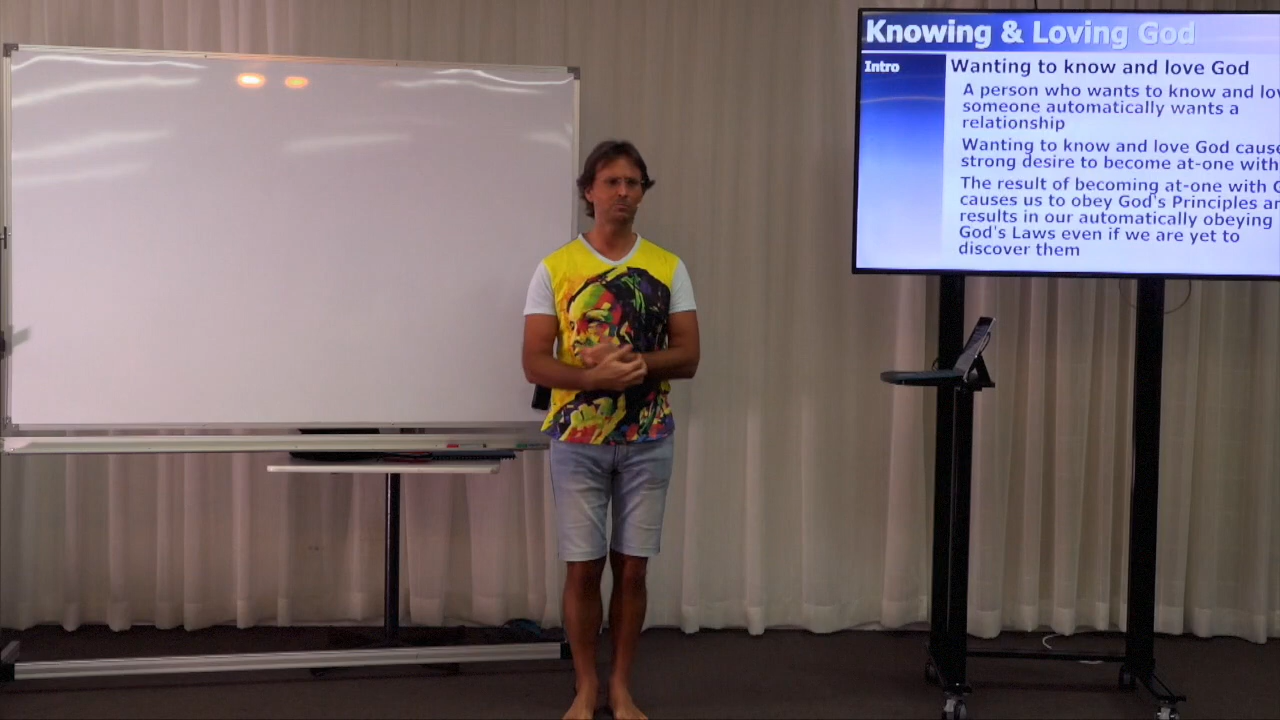 Knowing & Loving God
Intro
Wanting to know and love God
A person who wants to know and
someone automatically wants a
relationship
Wanting to know and love God
strong desire to become at-one with
The result of becoming at-one with
causes us to obey God's Principles
results in our automatically obeying
God's Laws even if we are yet to
discover them